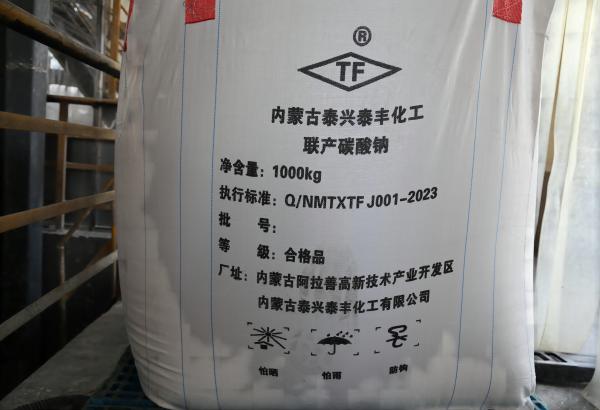 ®
TF
内蒙古泰兴泰丰化工
联产碳酸钠
净含量：1000kg
执行标准：Q/NMTXTF J001-2023
批　号：
等　级：合格品
厂址：内蒙古阿拉善高新技术产业开发区
内蒙古泰兴泰丰化工有限公司
怕晒 怕雨 防钩